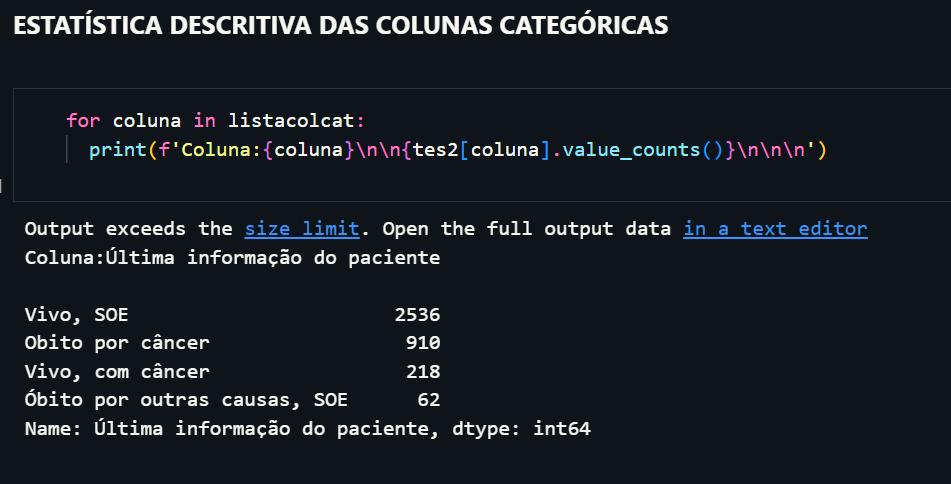 ESTATÍSTICA DESCRITIVA DAS COLUNAS CATEGÓRICAS
for coluna in listacolcat:
print(f'Coluna:{coluna}\n\n{tes2[coluna].value_counts()}\n\n\n')
Output exceeds the size limit. Open the full output data in a text editor
Coluna:Última informação do paciente
Vivo, SOE 2536
Obito por câncer 910
Vivo, com câncer 218
Óbito por outras causas, SOE 62
Name: Última informação do paciente, dtype: int64